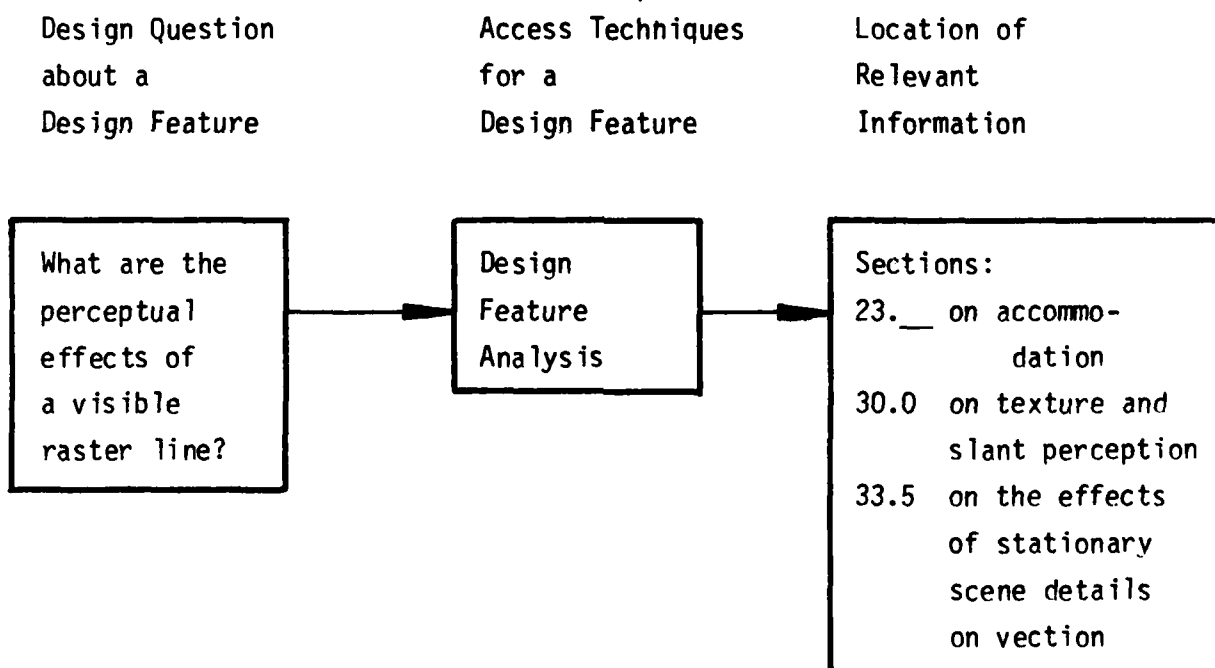 Design Question
about a
Design Feature
Access Techniques
for a
Design Feature
Location of
Relevant
Information
What are the
perceptual
effects of
a visible
raster line?
Design
Feature
Analysis
Sections:
23.__ on accommo-
dation
30.0 on texture and
slant perception
33.5 on the effects
of stationary
scene details
on vection